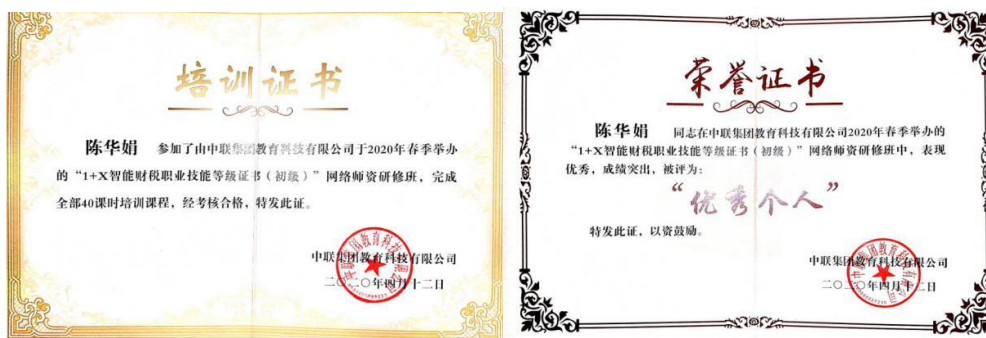 培训证书
陈华娟 参加了由中联集团教育科技有限公司于2020年春季举办
的“1+X智能财税职业技能等级证书（初级）”网络师资研修班，完成
全部40课时培训课程，经考核合格，特发此证。
中联集团教育科技有限公司
二〇二〇年四月十二日
荣誉证书
陈华娟 同志在中联集团教育科技有限公司2020年春季举办的
“1+X智能财税职业技能等级证书（初级）”网络师资研修班中，表现
优秀，成绩突出，被评为：
“优秀个人”
特发此证，以资鼓励。
中联集团教育科技有限公司
二〇二〇年四月十二日